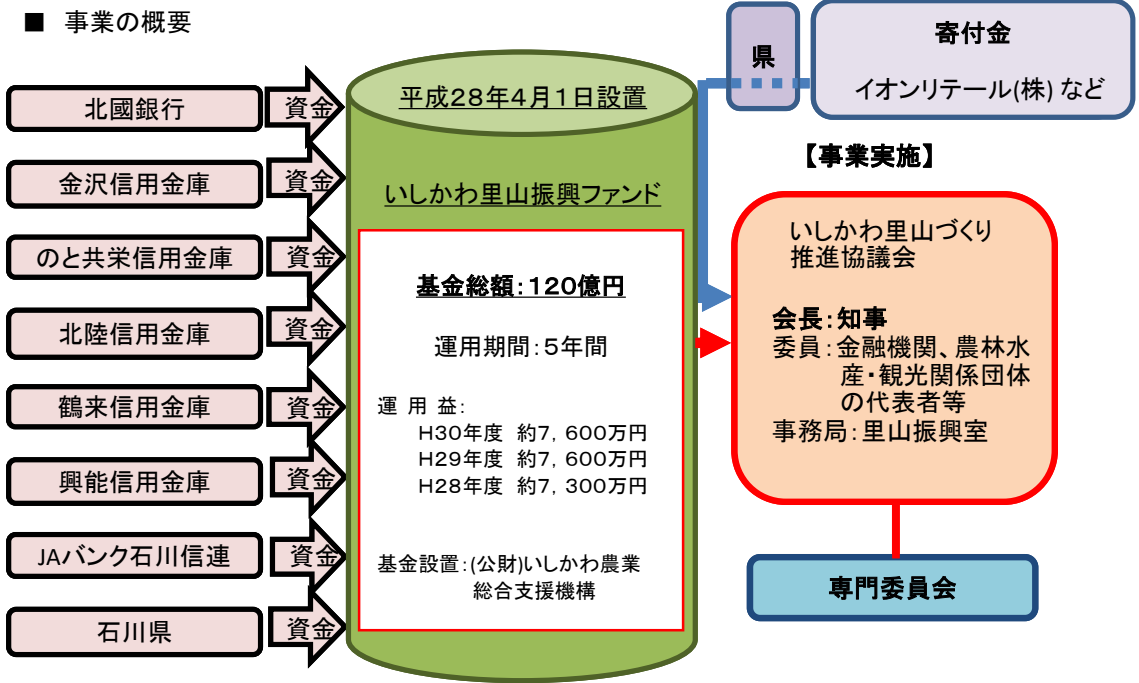 ■ 事業の概要
北國銀行
資金
金沢信用金庫
資金
のと共栄信用金庫
資金
北陸信用金庫
資金
鶴来信用金庫
資金
興能信用金庫
資金
JAバンク石川信連
資金
石川県
資金
平成28年4月1日設置
いしかわ里山振興ファンド
基金総額:120億円
運用期間:5年間
運 用 益:
H30年度 約7,600万円
H29年度 約7,600万円
H28年度 約7,300万円
基金設置:(公財)いしかわ農業
総合支援機構
県
寄付金
イオンリテール(株) など
【事業実施】
いしかわ里山づくり
推進協議会
会長:知事
委員:金融機関、農林水
産・観光関係団体
の代表者等
事務局:里山振興室
専門委員会